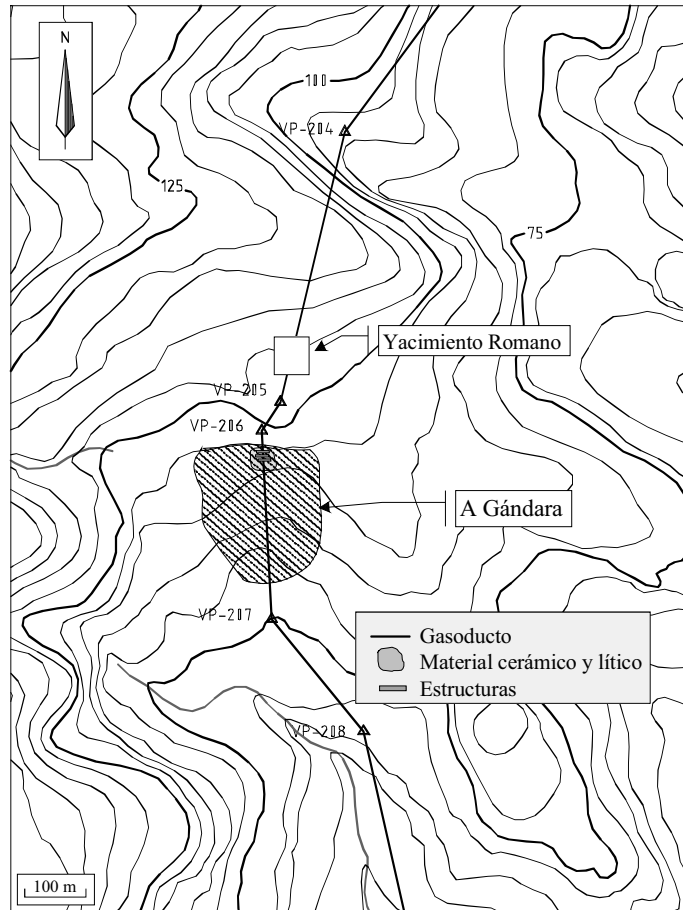 N
100
VP-204
125
75
Yacimiento Romano
VP-205
VP-206
A Gándara
VP-207
Gasoducto
Material cerámico y lítico
Estructuras
VP-208
100 m